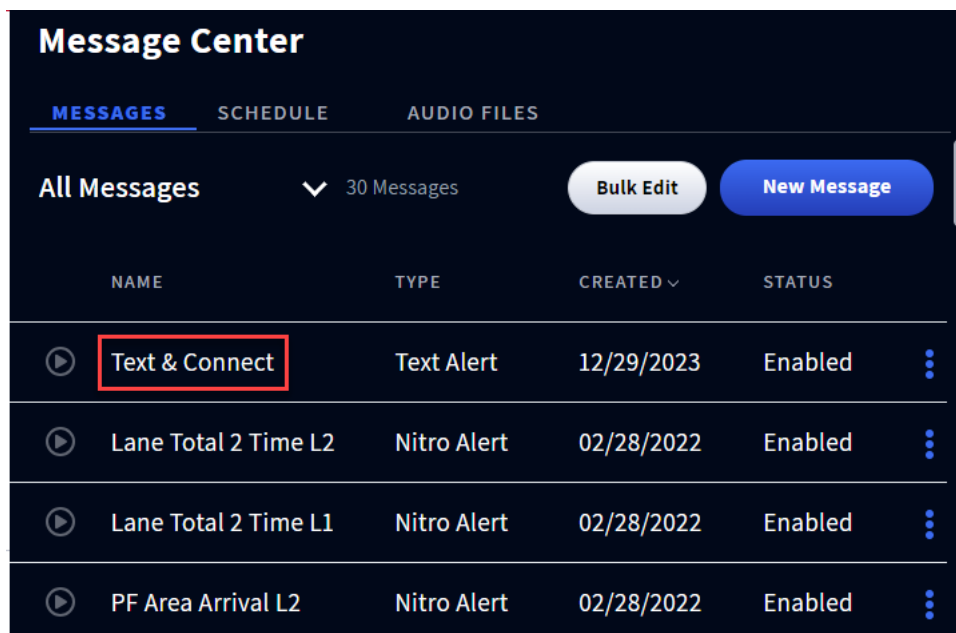 Message Center
MESSAGES SCHEDULE AUDIO FILES
All Messages 30 Messages Bulk Edit New Message
NAME TYPE CREATED STATUS
Text & Connect Text Alert 12/29/2023 Enabled
Lane Total 2 Time L2 Nitro Alert 02/28/2022 Enabled
Lane Total 2 Time L1 Nitro Alert 02/28/2022 Enabled
PF Area Arrival L2 Nitro Alert 02/28/2022 Enabled